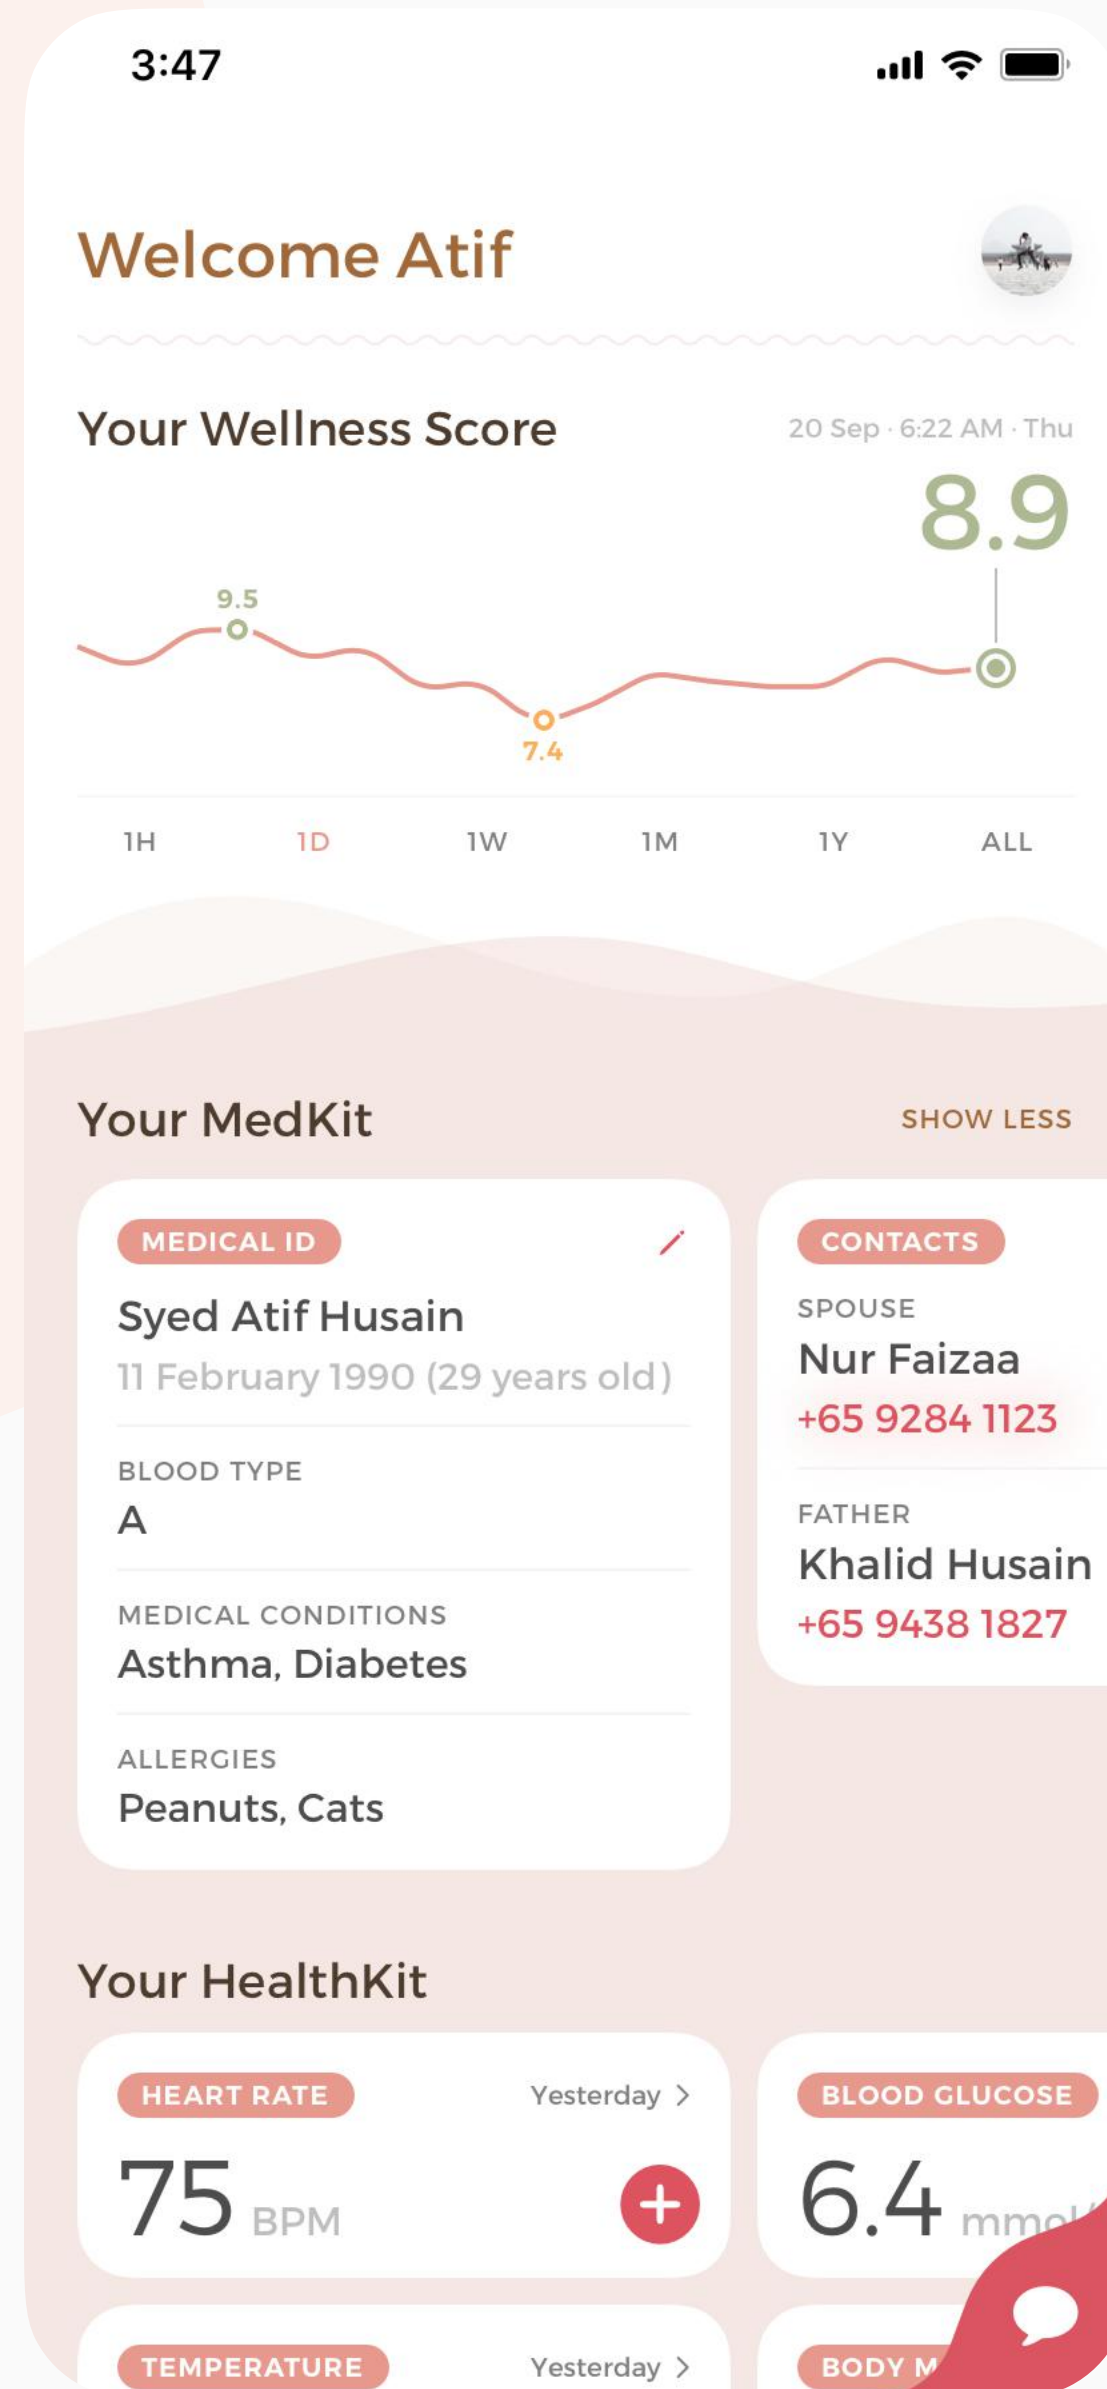 3:47
Welcome Atif
Your Wellness Score
20 Sep · 6:22 AM · Thu
8.9
9.5
7.4
1H 1D 1W 1M 1Y ALL
Your MedKit
SHOW LESS
MEDICAL ID
Syed Atif Husain
11 February 1990 (29 years old)
BLOOD TYPE
A
MEDICAL CONDITIONS
Asthma, Diabetes
ALLERGIES
Peanuts, Cats
CONTACTS
SPOUSE
Nur Faizaa
+65 9284 1123
FATHER
Khalid Husain
+65 9438 1827
Your HealthKit
HEART RATE
Yesterday
75 BPM
BLOOD GLUCOSE
6.4
TEMPERATURE
Yesterday
BODY